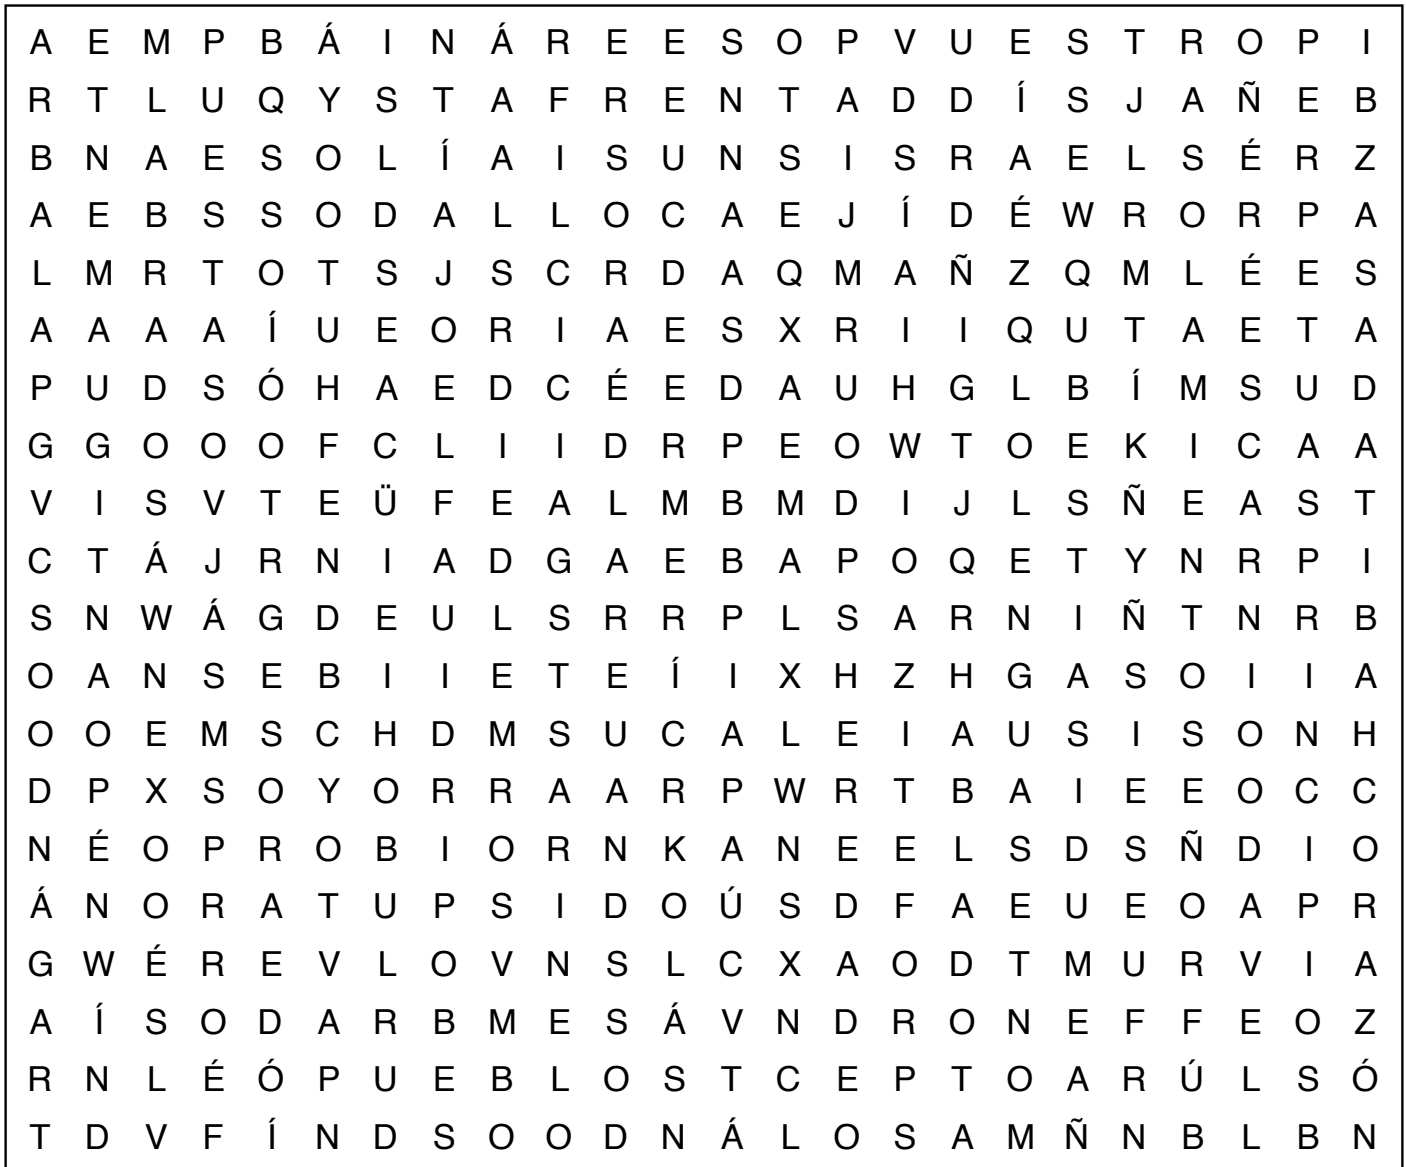 A E M P B Á I N Á R E E S O P V U E S T R O P I
R T L U Q Y S T A F R E N T A D D Í S J A Ñ E B
B N A E S O L Í A I S U N S I S R A E L S É R Z
A E B S S O D A L L O C A E J Í D É W R O R P A
L M R T O T S J S C R D A Q M A Ñ Z Q M L É E S
A A A A Í U E O R I A E S X R I I Q U T A E T A
P U D S Ó H A E D C É E D A U H G L B Í M S U D
G G O O O F C L I I D R P E O W T O E K I C A A
V I S V T E Ü F E A L M B M D I J L S Ñ E A S T
C T Á J R N I A D G A E B A P O Q E T Y N R P I
S N W Á G D E U L S R R P L S A R N I Ñ T N R B
O A N S E B I I E T E Í I X H Z H G A S O I I A
O O E M S C H D M S U C A L E I A U S I S O N H
D P X S O Y O R R A A R P W R T B A I E E O C C
N É O P R O B I O R N K A N E E L S D S Ñ D I O
Á N O R A T U P S I D O Ú S D F A E U E O A P R
G W É R E V L O V N S L C X A O D T M U R V I A
A Í S O D A R B M E S Á V N D R O N E F F E O Z
R N L É Ó P U E B L O S T C E P T O A R Ú L S Ó
T D V F Í N D S O O D N Á L O S A M Ñ N B L B N